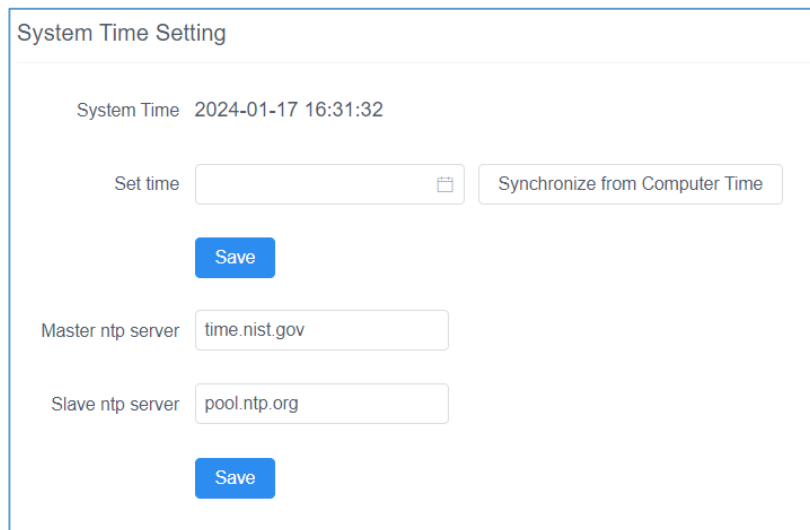 System Time Setting
System Time 2024-01-17 16:31:32
Set time Synchronize from Computer Time
Save
Master ntp server time.nist.gov
Slave ntp server pool.ntp.org
Save